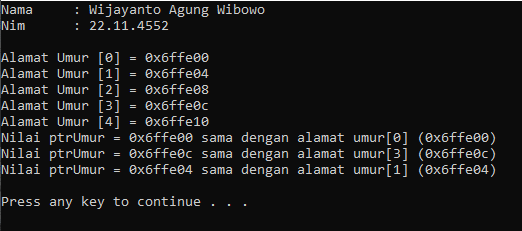 Nama     : Wijayanto Agung Wibowo
Nim      : 22.11.4552
Alamat Umur [0] = 0x6ffe00
Alamat Umur [1] = 0x6ffe04
Alamat Umur [2] = 0x6ffe08
Alamat Umur [3] = 0x6ffe0c
Alamat Umur [4] = 0x6ffe10
Nilai ptrUmur = 0x6ffe00 sama dengan alamat umur[0] (0x6ffe00)
Nilai ptrUmur = 0x6ffe0c sama dengan alamat umur[3] (0x6ffe0c)
Nilai ptrUmur = 0x6ffe04 sama dengan alamat umur[1] (0x6ffe04)
Press any key to continue . . .